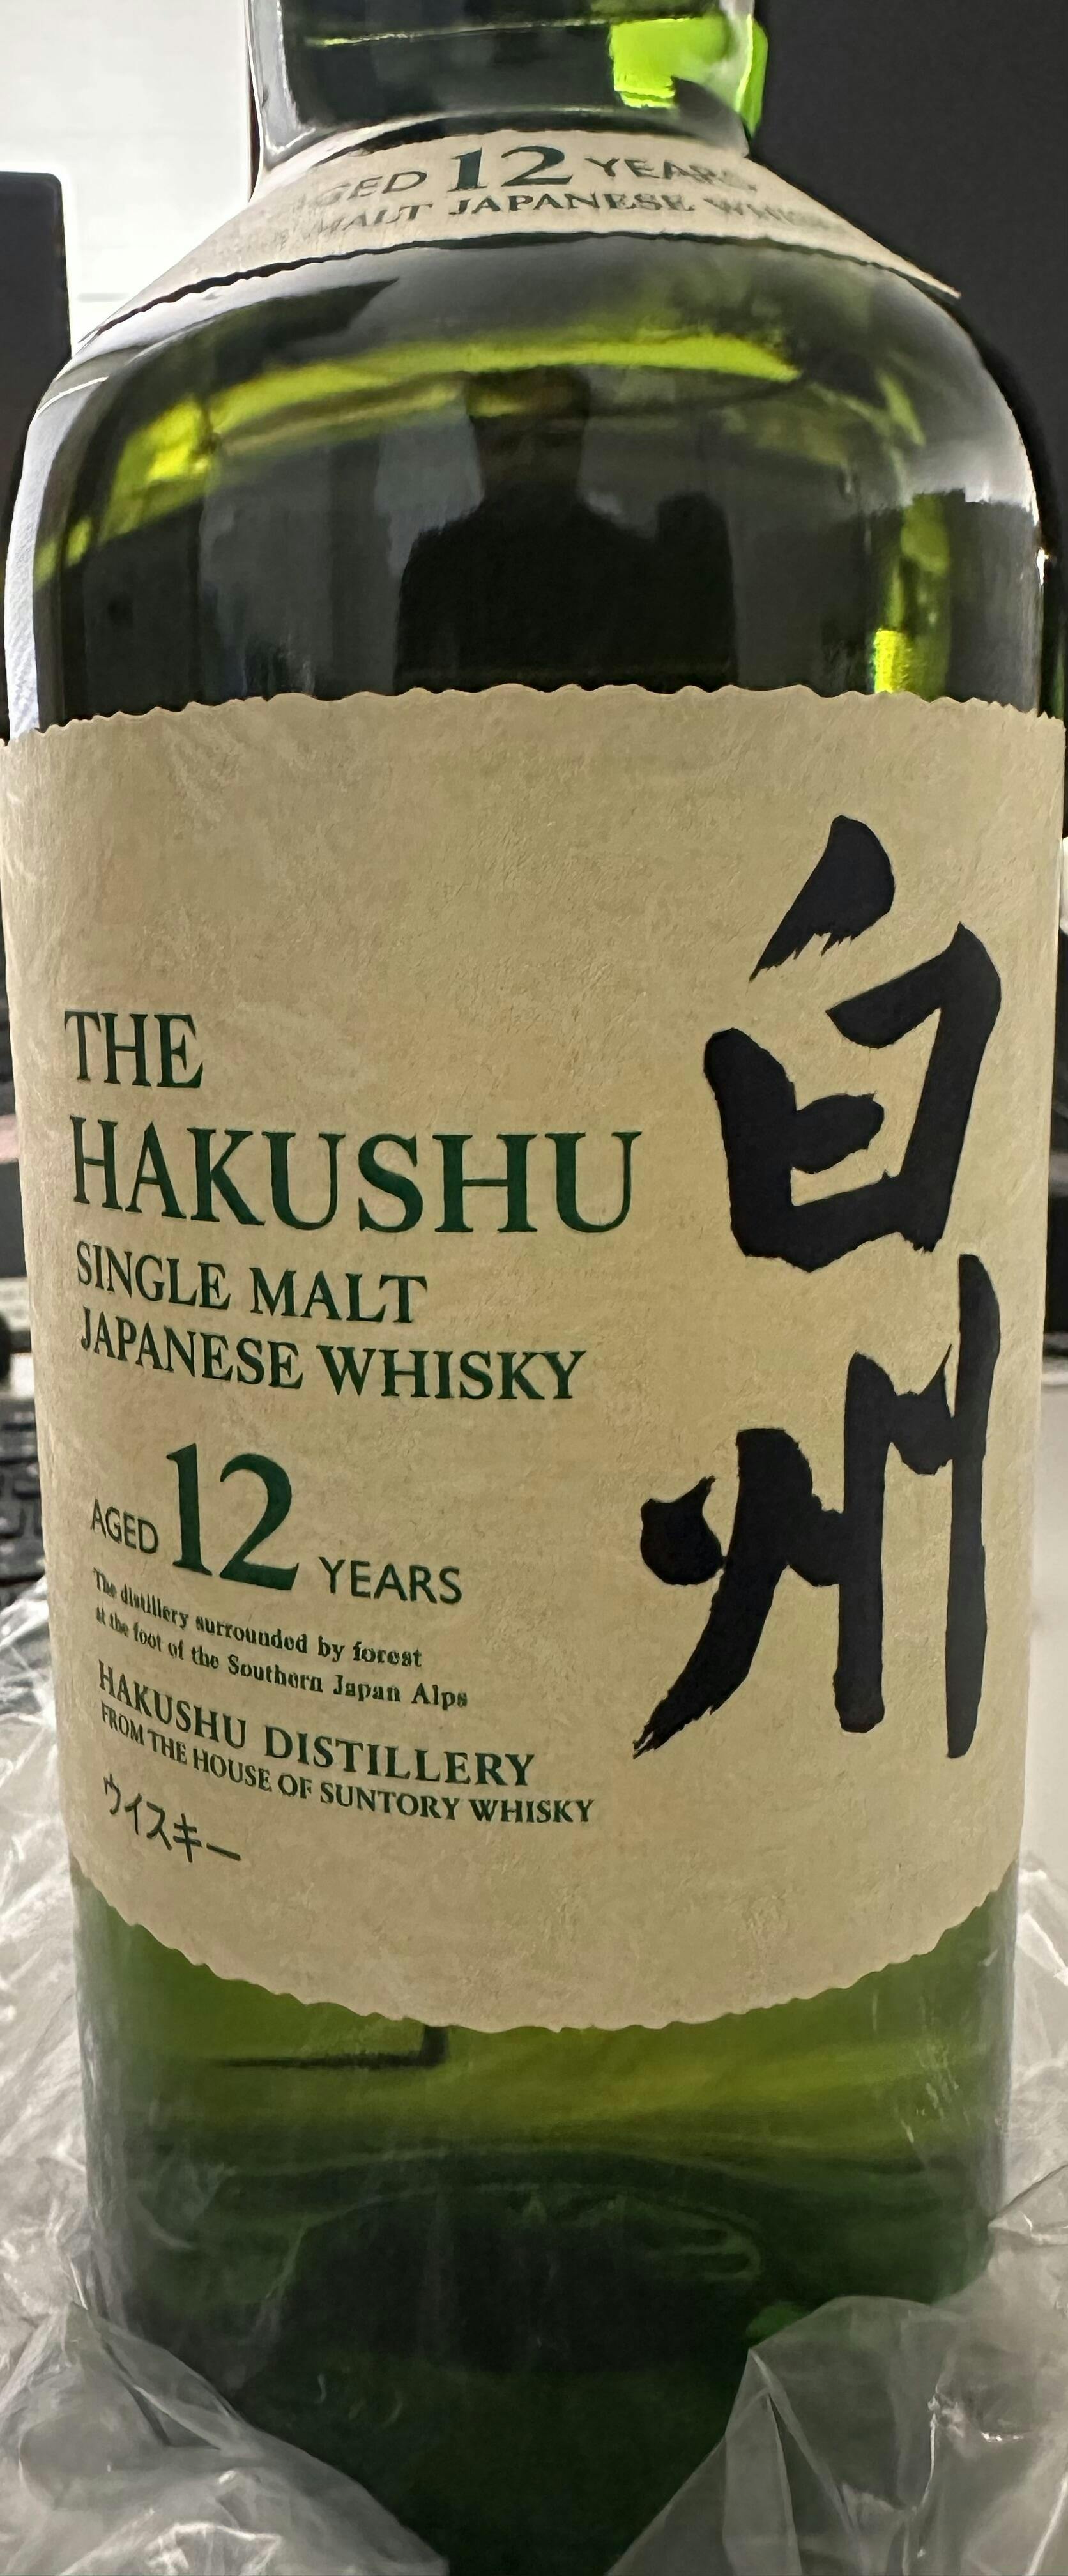 AGED 12 YEARS
MALT JAPANESE
THE
HAKUSHU
SINGLE MALT
JAPANESE WHISKY
白州
AGED 12 YEARS
The distillery surrounded by forest
at the foot of the Southern Japan Alps
HAKUSHU DISTILLERY
FROM THE HOUSE OF SUNTORY WHISKY
ウイスキー